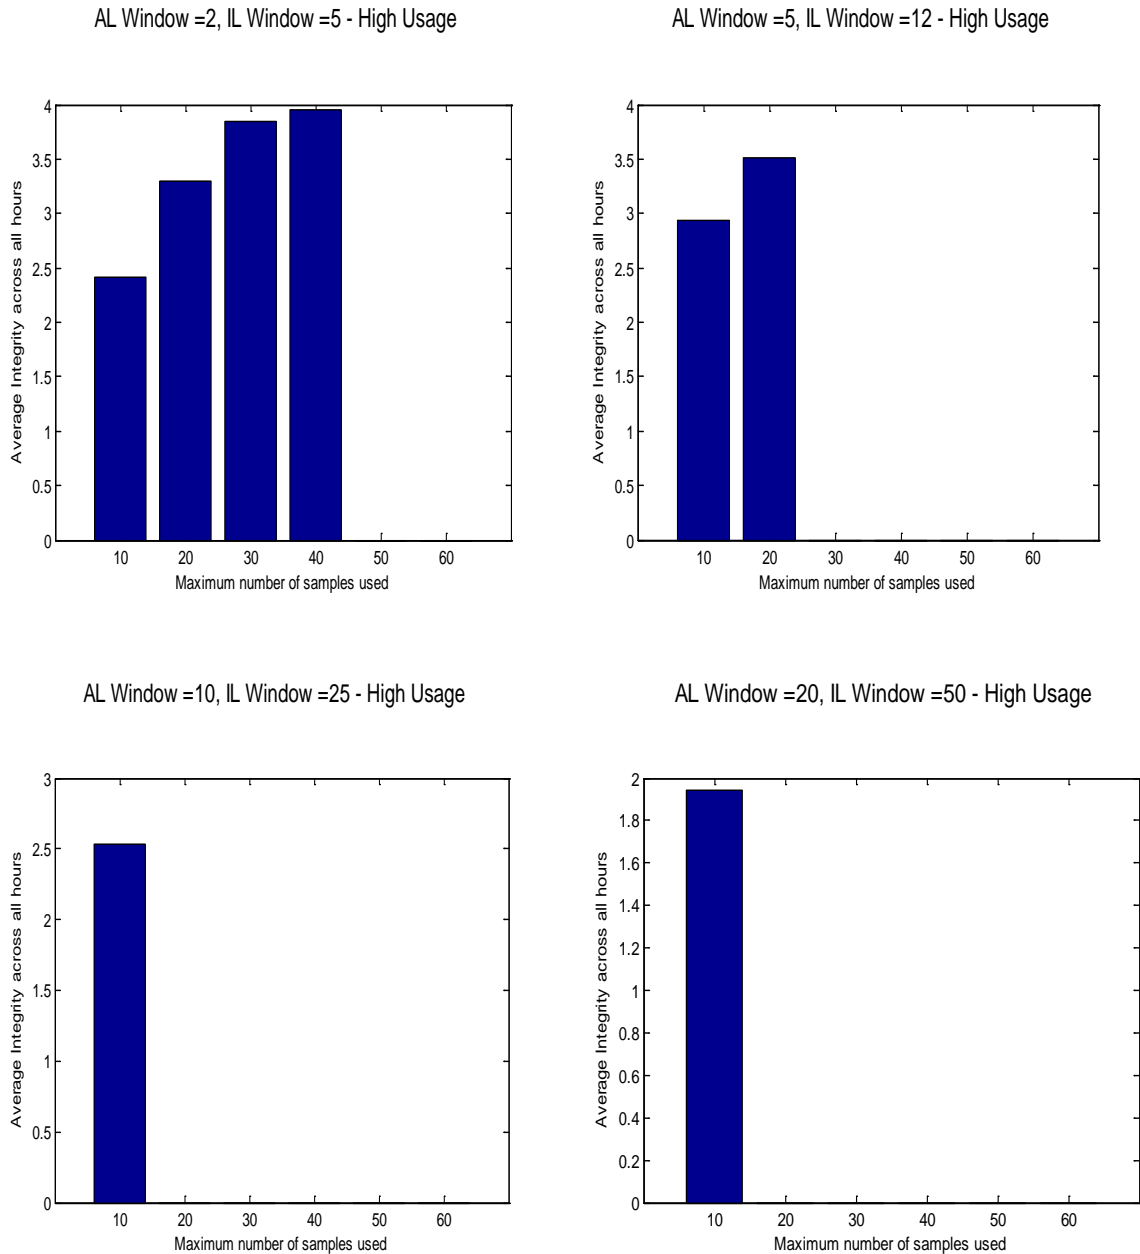 AL Window =2, IL Window =5 - High Usage
4
3.5
3
2.5
2
1.5
1
0.5
0
Average Integrity across all hours
10 20 30 40 50 60
Maximum number of samples used
AL Window =5, IL Window =12 - High Usage
4
3.5
3
2.5
2
1.5
1
0.5
0
Average Integrity across all hours
10 20 30 40 50 60
Maximum number of samples used
AL Window =10, IL Window =25 - High Usage
3
2.5
2
1.5
1
0.5
0
Average Integrity across all hours
10 20 30 40 50 60
Maximum number of samples used
AL Window =20, IL Window =50 - High Usage
2
1.8
1.6
1.4
1.2
1
0.8
0.6
0.4
0.2
0
Average Integrity across all hours
10 20 30 40 50 60
Maximum number of samples used